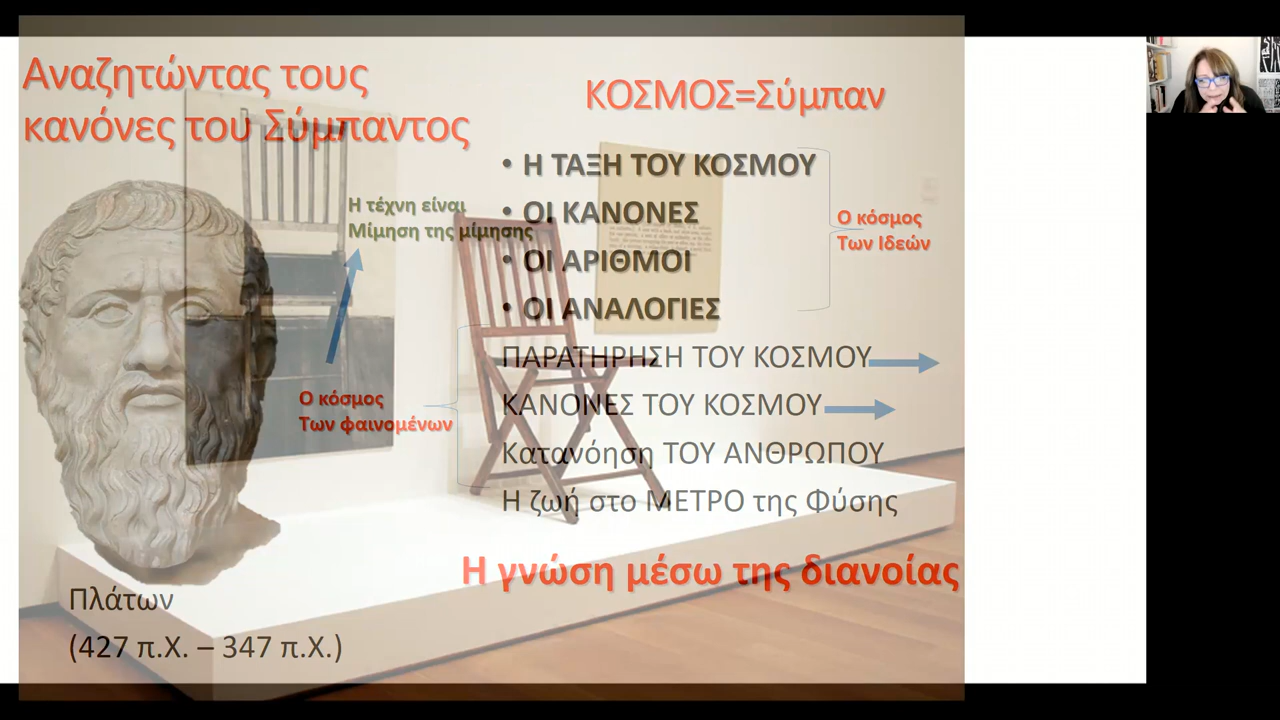 Αναζητώντας τους
κανόνες του Σύμπαντος
ΚΟΣΜΟΣ=Σύμπαν
• Η ΤΑΞΗ ΤΟΥ ΚΟΣΜΟΥ
• ΟΙ ΚΑΝΟΝΕΣ
• ΟΙ ΑΡΙΘΜΟΙ
• ΟΙ ΑΝΑΛΟΓΙΕΣ
Ο κόσμος
Των Ιδεών
Η τέχνη είναι
Μίμηση της μίμησης
ΠΑΡΑΤΗΡΗΣΗ ΤΟΥ ΚΟΣΜΟΥ
ΚΑΝΟΝΕΣ ΤΟΥ ΚΟΣΜΟΥ
Κατανόηση ΤΟΥ ΑΝΘΡΩΠΟΥ
Η ζωή στο ΜΕΤΡΟ της Φύσης
Ο κόσμος
Των φαινομένων
Η γνώση μέσω της διανοίας
Πλάτων
(427 π.Χ. – 347 π.Χ.)